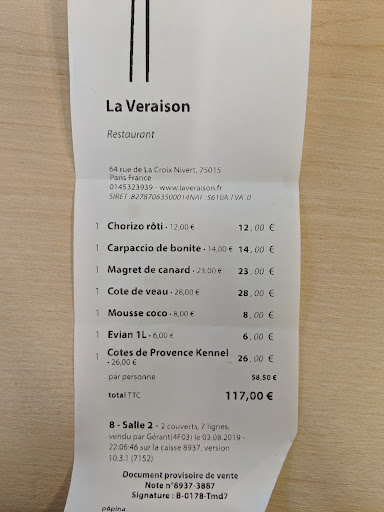 La Veraison
Restaurant
64 rue de La Croix Nivert, 75015
Paris France
0145323939 - www.laveraison.fr
SIRET :82787063500014NAF :5610A TVA :0
1 Chorizo rôti • 12,00 € 12,00 €
1 Carpaccio de bonite • 14,00 € 14,00 €
1 Magret de canard • 23,00 € 23,00 €
1 Cote de veau • 28,00 € 28,00 €
1 Mousse coco • 8,00 € 8,00 €
1 Evian 1L • 6,00 € 6,00 €
1 Cotes de Provence Kennel 26,00 €
• 26,00 €
par personne 58,50 €
total TTC 117,00 €
8 - Salle 2 - 2 couverts, 7 lignes,
vendu par Gérant(4F03) le 03.08.2019 -
22:06:46 sur la caisse 8937, version
10.3.1 (7152)
Document provisoire de vente
Note n°8937-3887
Signature : B-0178-Tmd7
pôpina